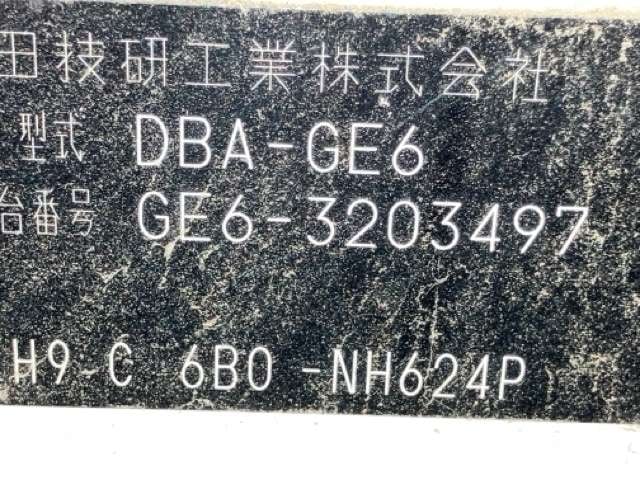 田技研工業株式会社
型式 DBA-GE6
台番号 GE6-3203497
H9-C 6B0 -NH624P